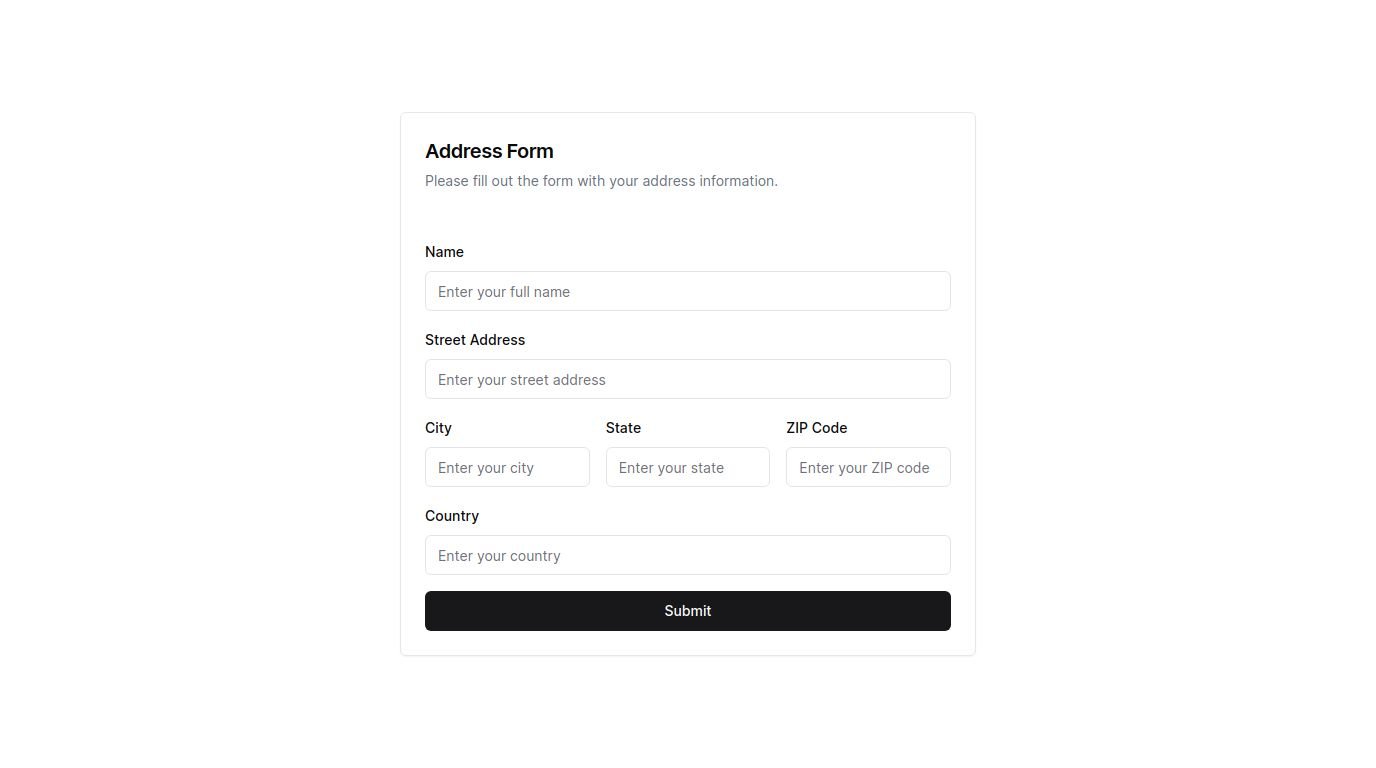 Address Form
Please fill out the form with your address information.
Name
Enter your full name
Street Address
Enter your street address
City
Enter your city
State
Enter your state
ZIP Code
Enter your ZIP code
Country
Enter your country
Submit